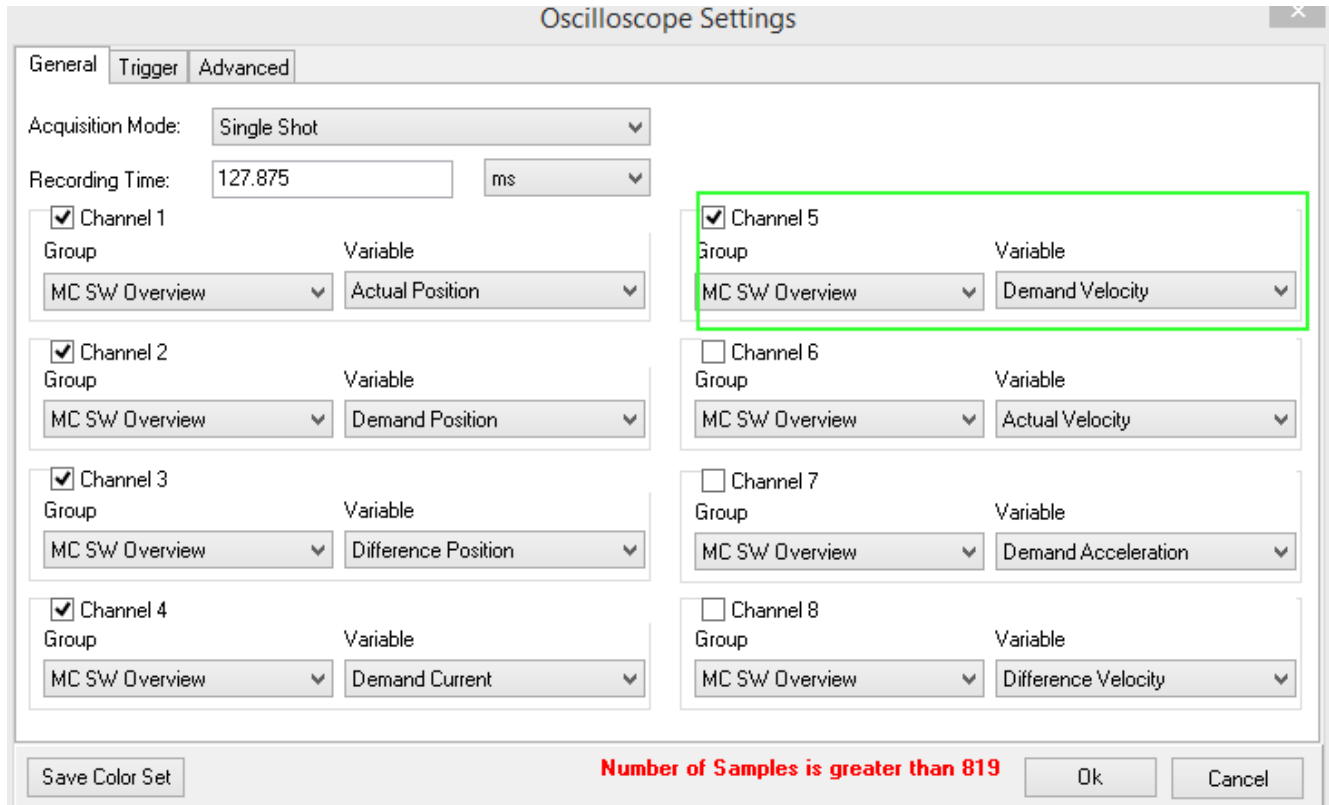 Oscilloscope Settings
General Trigger Advanced
Acquisition Mode: Single Shot
Recording Time: 127.875 ms
Channel 1
Group Variable
MC SW Overview Actual Position
Channel 5
Group Variable
MC SW Overview Demand Velocity
Channel 2
Group Variable
MC SW Overview Demand Position
Channel 6
Group Variable
MC SW Overview Actual Velocity
Channel 3
Group Variable
MC SW Overview Difference Position
Channel 7
Group Variable
MC SW Overview Demand Acceleration
Channel 4
Group Variable
MC SW Overview Demand Current
Channel 8
Group Variable
MC SW Overview Difference Velocity
Save Color Set Number of Samples is greater than 819 Ok Cancel